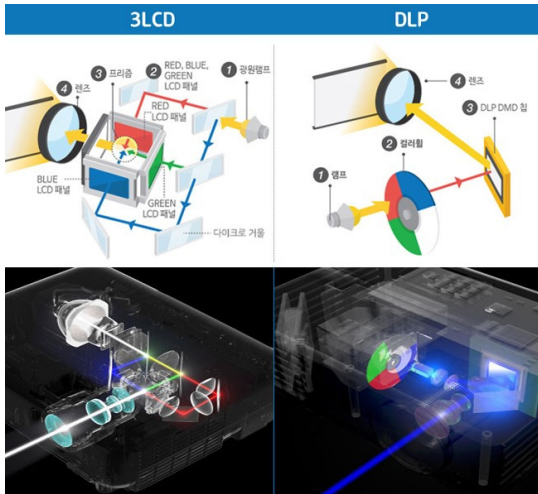 3LCD
DLP
3 프리즘
2 RED, BLUE,
GREEN
LCD 패널
1 광원램프
4 렌즈
RED
LCD 패널
BLUE
LCD 패널
GREEN
LCD 패널
다이크로 거울
4 렌즈
3 DLP DMD 칩
2 컬러휠
1 램프